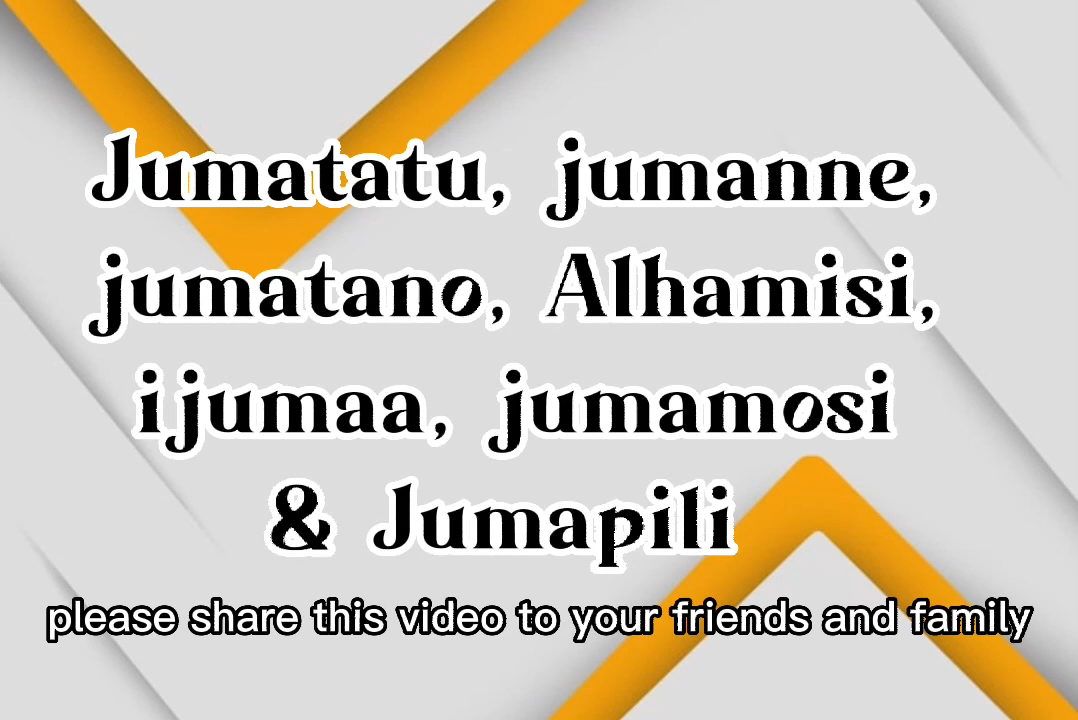 Jumatatu, jumanne,
jumatano, Alhamisi,
ijumaa, jumamosi
& Jumapili
please share this video to your friends and family